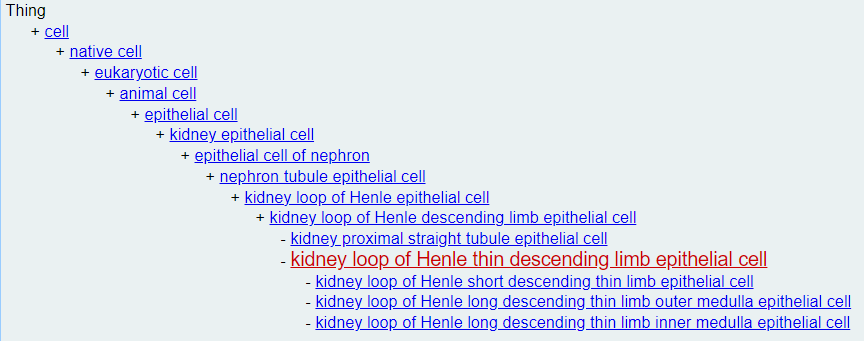 Thing
+ cell
+ native cell
+ eukaryotic cell
+ animal cell
+ epithelial cell
+ kidney epithelial cell
+ epithelial cell of nephron
+ nephron tubule epithelial cell
+ kidney loop of Henle epithelial cell
+ kidney loop of Henle descending limb epithelial cell
- kidney proximal straight tubule epithelial cell
- kidney loop of Henle thin descending limb epithelial cell
- kidney loop of Henle short descending thin limb epithelial cell
- kidney loop of Henle long descending thin limb outer medulla epithelial cell
- kidney loop of Henle long descending thin limb inner medulla epithelial cell